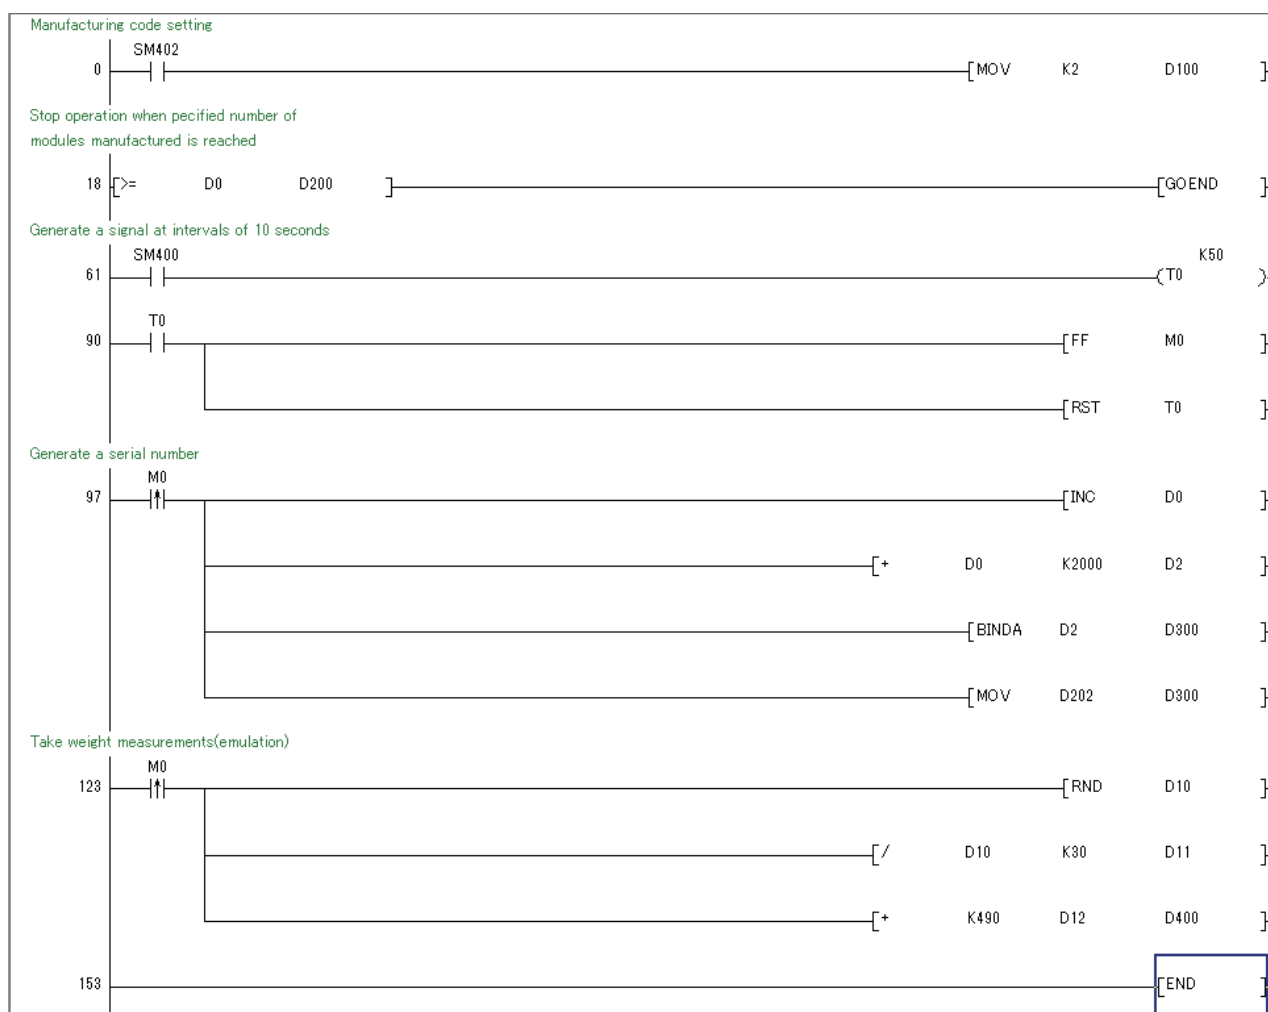 Manufacturing code setting
SM402
0 [MOV K2 D100 ]
Stop operation when pecified number of
modules manufactured is reached
18 [>= D0 D200 ] [GOEND ]
Generate a signal at intervals of 10 seconds
SM400 K50
61 (T0 )
T0
90 [FF M0 ]
[RST T0 ]
Generate a serial number
M0
97 [INC D0 ]
[+ D0 K2000 D2 ]
[BINDA D2 D300 ]
[MOV D202 D300 ]
Take weight measurements(emulation)
M0
123 [RND D10 ]
[/ D10 K30 D11 ]
[+ K490 D12 D400 ]
153 [END ]